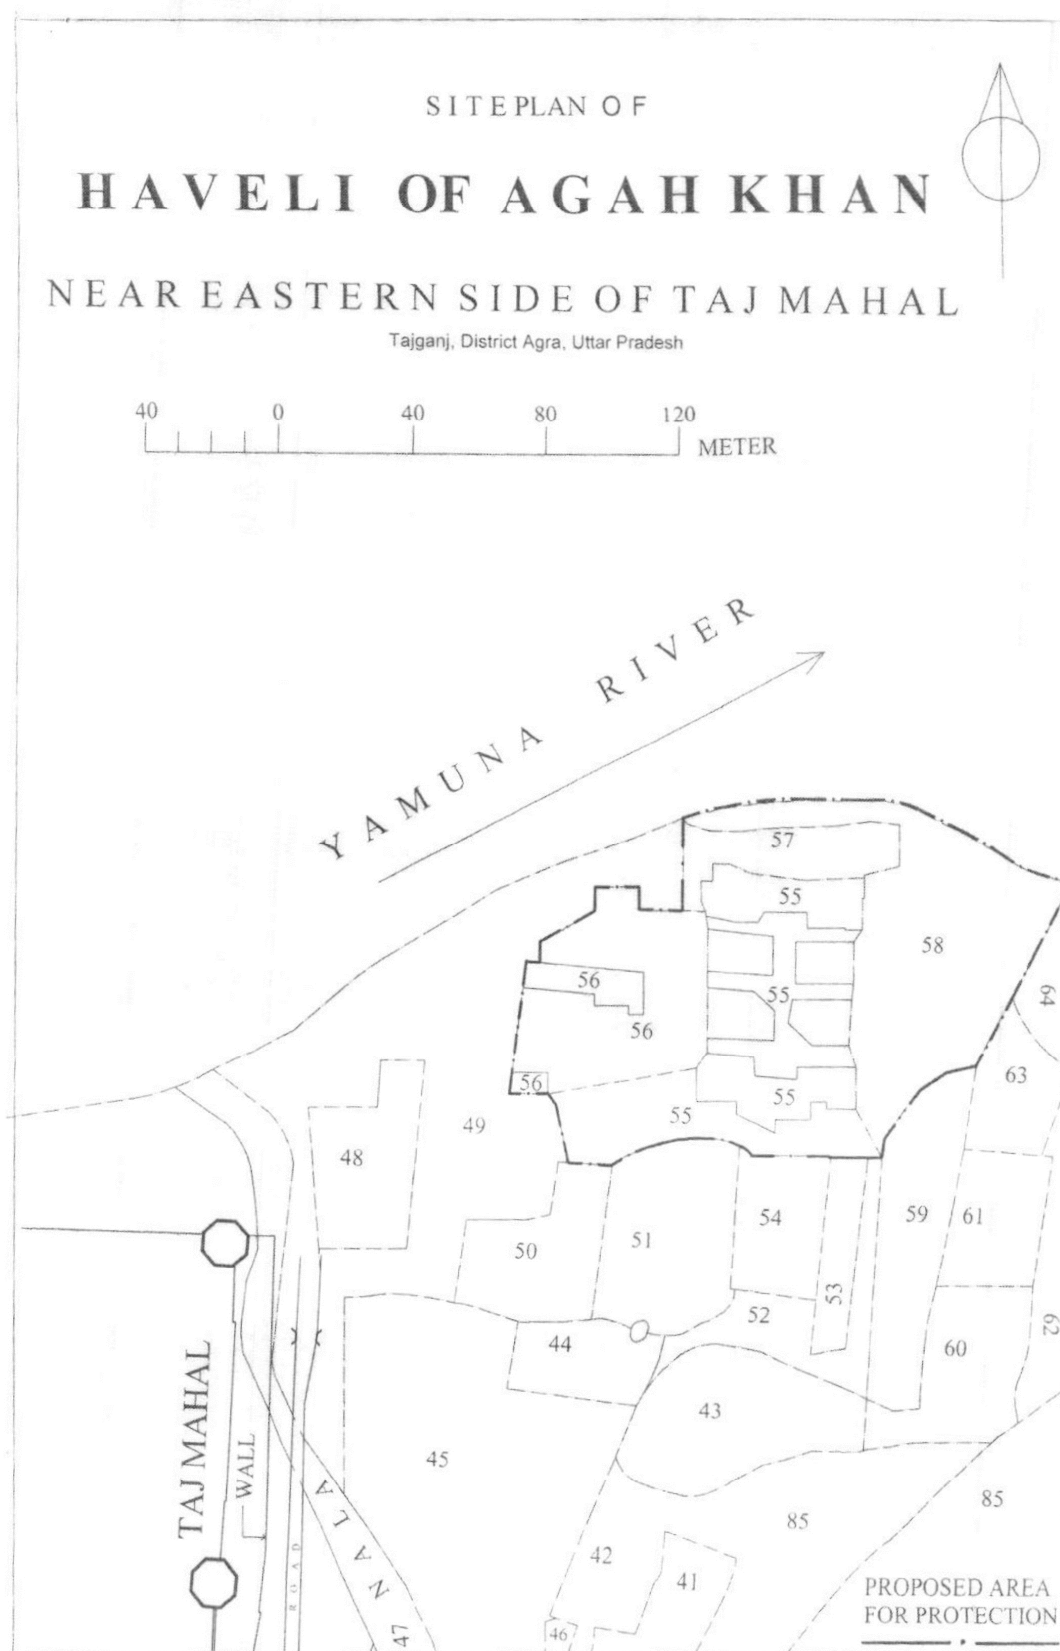 SITE PLAN OF
HAVELI OF AGAH KHAN
NEAR EASTERN SIDE OF TAJ MAHAL
Tajganj, District Agra, Uttar Pradesh
40 0 40 80 120
METER
YAMUNA RIVER
57
55
58
56
55
64
56
63
56
55
55
49
48
59
61
54
51
50
53
52
62
44
60
43
TAJ MAHAL
WALL
45
85
85
NALA
ROAD
42
41
46
47
PROPOSED AREA
FOR PROTECTION